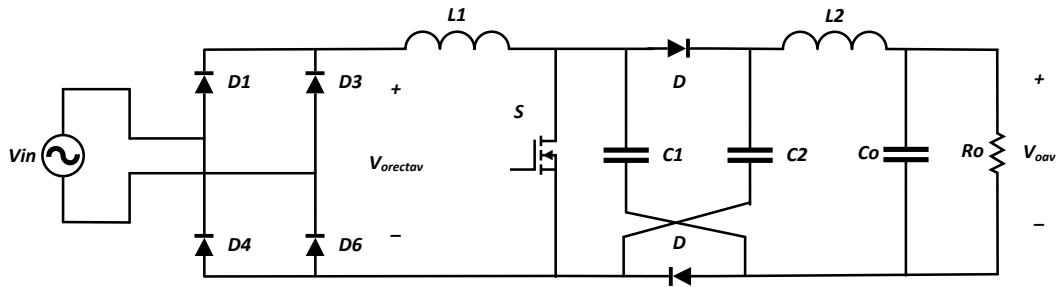 L1
L2
D1
D3
+
D
+
S
Vin
Vorectav
C1
C2
Co
Ro
Voav
D4
D6
–
D
–